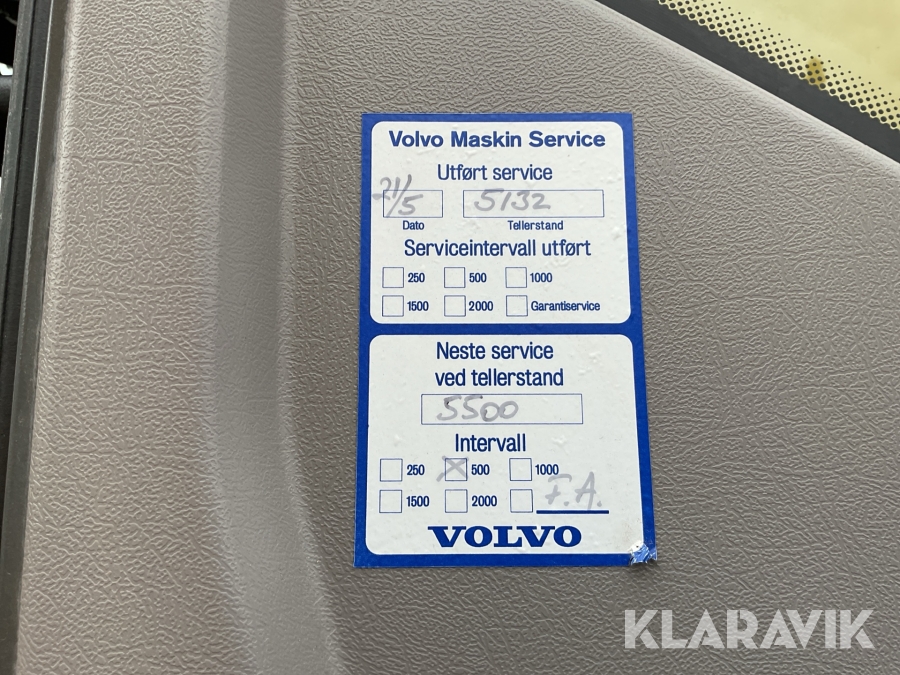 Volvo Maskin Service
Utført service
21/5 5132
Dato Tellerstand
Serviceintervall utført
250 500 1000
1500 2000 Garantiservice
Neste service
ved tellerstand
5500
Intervall
250 500 1000
1500 2000 F.A.
VOLVO
KLARAVIK